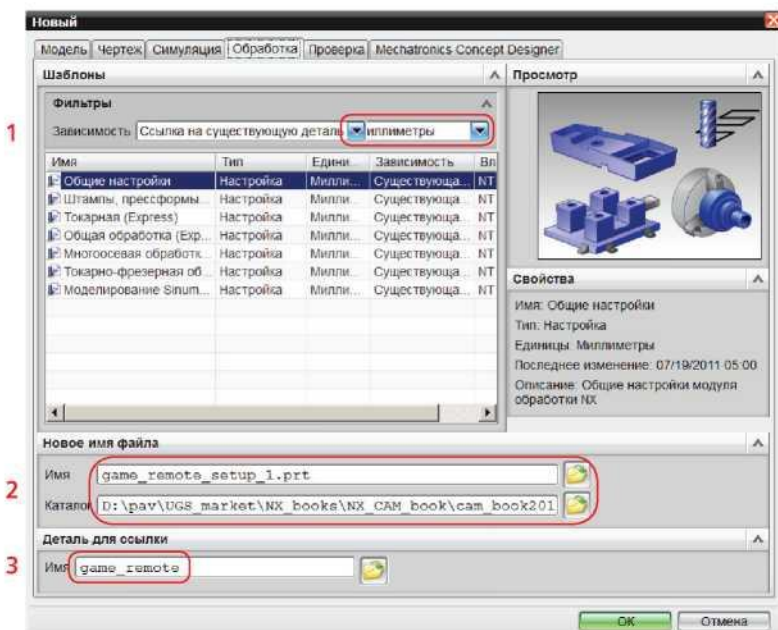 Новый
Модель Чертеж Симуляция Обработка Проверка Mechatronics Concept Designer
Шаблоны
Фильтры
1
Зависимость Ссылка на существующую деталь иллиметры
Имя Тип Едини... Зависимость Вл
Общие настройки Настройка Милли... Существующа... NT
Штампы, прессформы... Настройка Милли... Существующа... NT
Токарная (Express) Настройка Милли... Существующа... NT
Общая обработка (Exp... Настройка Милли... Существующа... NT
Многоосевая обработк... Настройка Милли... Существующа... NT
Токарно-фрезерная об... Настройка Милли... Существующа... NT
Моделирование Sinum... Настройка Милли... Существующа... NT
Просмотр
Свойства
Имя: Общие настройки
Тип: Настройка
Единицы: Миллиметры
Последнее изменение: 07/19/2011 05:00
Описание: Общие настройки модуля
обработки NX
Новое имя файла
2
Имя game_remote_setup_1.prt
Каталог D:\pav\UGS_market\NX_books\NX_CAM_book\cam_book201
Деталь для ссылки
3
Имя game_remote
OK Отмена